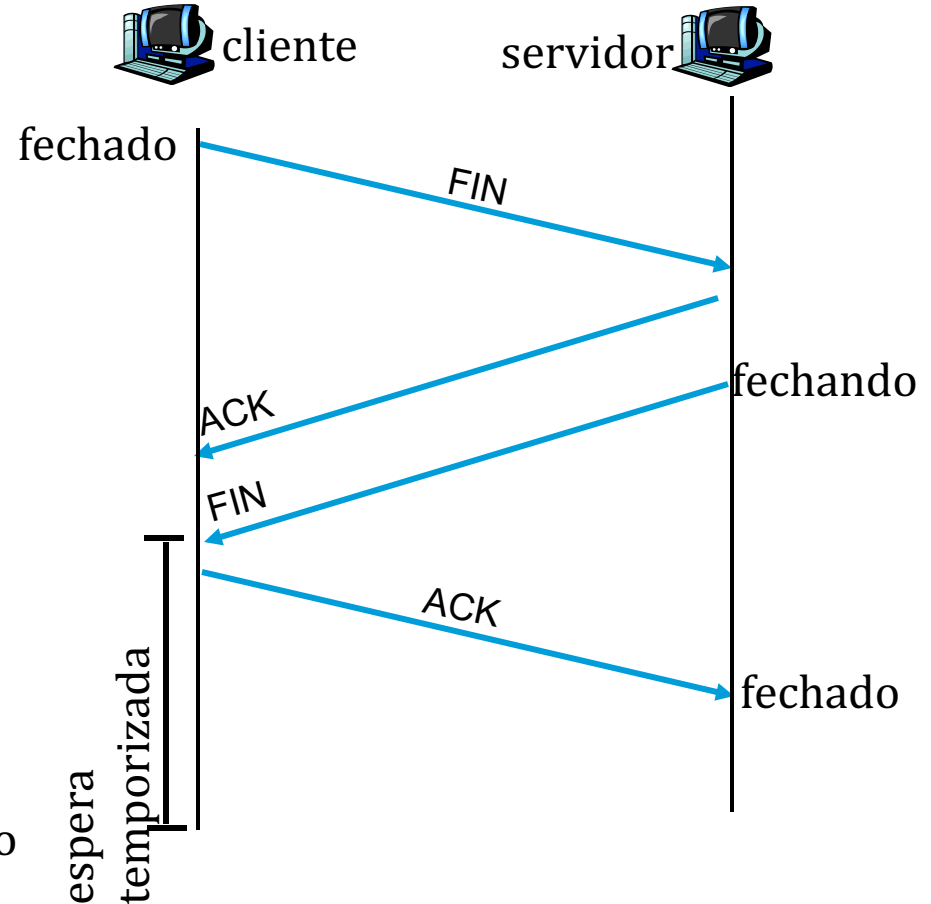 cliente
servidor
fechado
FIN
fechando
ACK
FIN
ACK
fechado
espera
temporizada
o